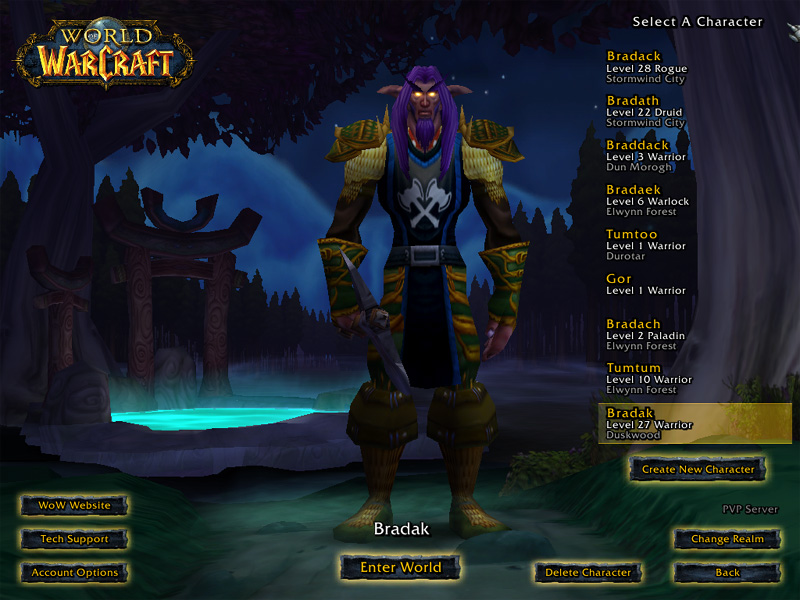 WORLD
OF
WARCRAFT
Select A Character
Bradack
Level 28 Rogue
Stormwind City
Bradath
Level 22 Druid
Stormwind City
Braddack
Level 3 Warrior
Dun Morogh
Bradaek
Level 6 Warlock
Elwynn Forest
Tumtoo
Level 1 Warrior
Durotar
Gor
Level 1 Warrior
Bradach
Level 2 Paladin
Elwynn Forest
Tumtum
Level 10 Warrior
Elwynn Forest
Bradak
Level 27 Warrior
Duskwood
Create New Character
WoW Website
PVP Server
Tech Support
Bradak
Change Realm
Account Options
Enter World
Delete Character
Back